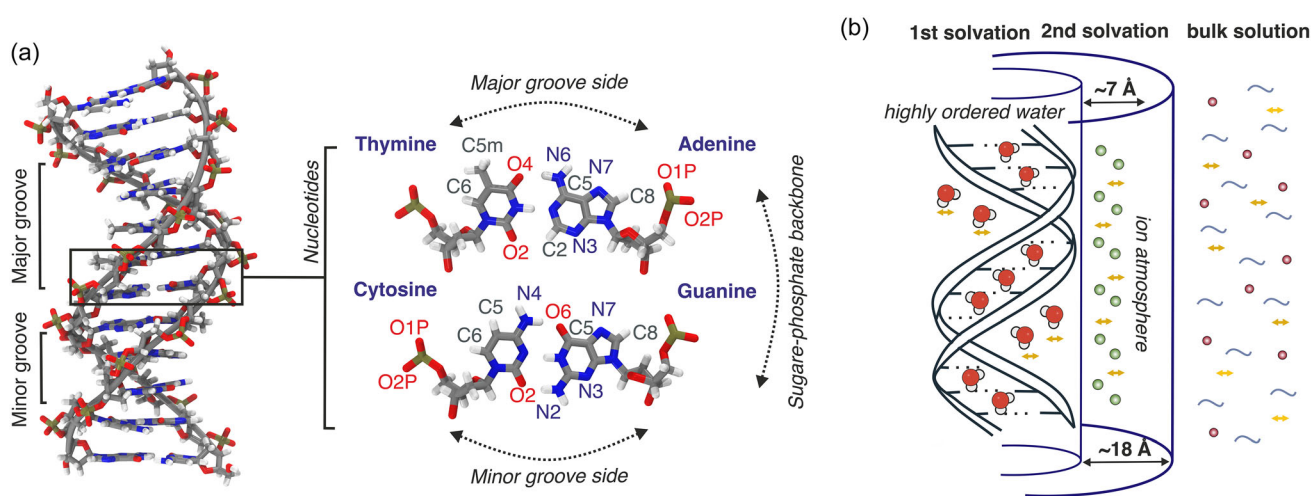 (a)
Major groove
Minor groove
Nucleotides
Major groove side
Thymine
Adenine
C5m
O4
N6
N7
C5
C6
C8
O1P
O2P
O2
C2
N3
Cytosine
Guanine
N4
O6
N7
C5
C5
C6
C8
O1P
O2P
O2
N3
N2
Minor groove side
Sugare-phosphate backbone
(b)
1st solvation
2nd solvation
bulk solution
~7 Å
highly ordered water
ion atmosphere
~18 Å